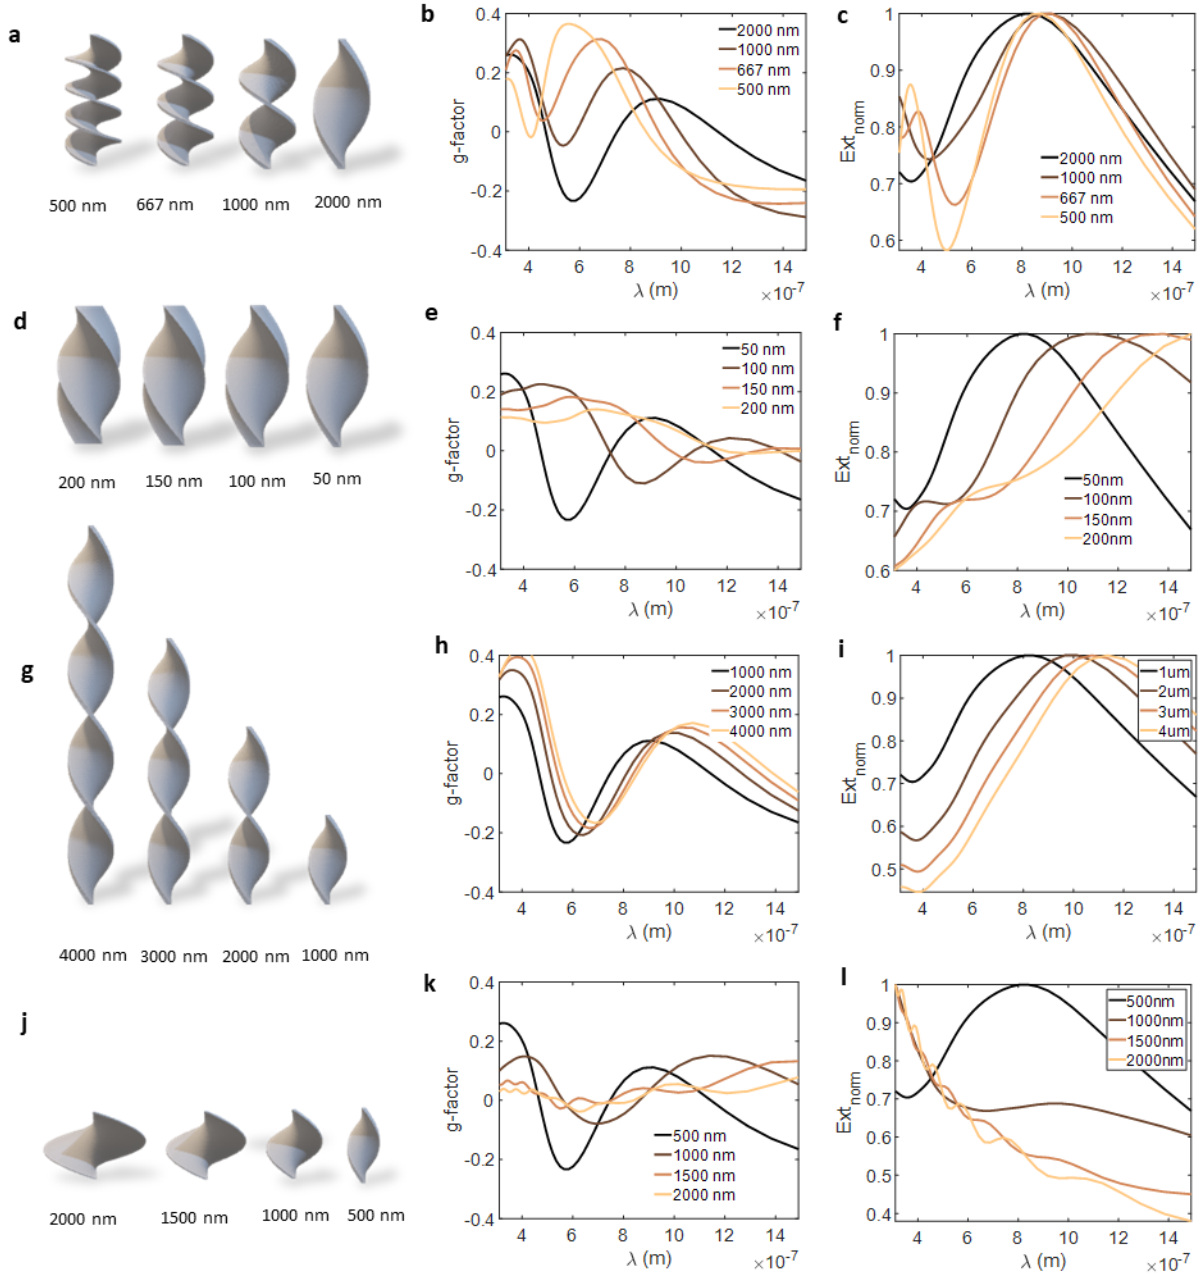 a
500 nm 667 nm 1000 nm 2000 nm
b
g-factor
0.4
0.2
0
-0.2
-0.4
2000 nm
1000 nm
667 nm
500 nm
4 6 8 10 12 14
λ (m) ×10-7
c
Extnorm
1
0.9
0.8
0.7
0.6
2000 nm
1000 nm
667 nm
500 nm
4 6 8 10 12 14
λ (m) ×10-7
d
200 nm 150 nm 100 nm 50 nm
e
g-factor
0.4
0.2
0
-0.2
-0.4
50 nm
100 nm
150 nm
200 nm
4 6 8 10 12 14
λ (m) ×10-7
f
Extnorm
1
0.9
0.8
0.7
0.6
50nm
100nm
150nm
200nm
4 6 8 10 12 14
λ (m) ×10-7
g
4000 nm 3000 nm 2000 nm 1000 nm
h
g-factor
0.4
0.2
0
-0.2
-0.4
1000 nm
2000 nm
3000 nm
4000 nm
4 6 8 10 12 14
λ (m) ×10-7
i
Extnorm
1
0.9
0.8
0.7
0.6
0.5
1um
2um
3um
4um
4 6 8 10 12 14
λ (m) ×10-7
j
2000 nm 1500 nm 1000 nm 500 nm
k
g-factor
0.4
0.2
0
-0.2
-0.4
500 nm
1000 nm
1500 nm
2000 nm
4 6 8 10 12 14
λ (m) ×10-7
l
Extnorm
1
0.9
0.8
0.7
0.6
0.5
0.4
500nm
1000nm
1500nm
2000nm
4 6 8 10 12 14
λ (m) ×10-7